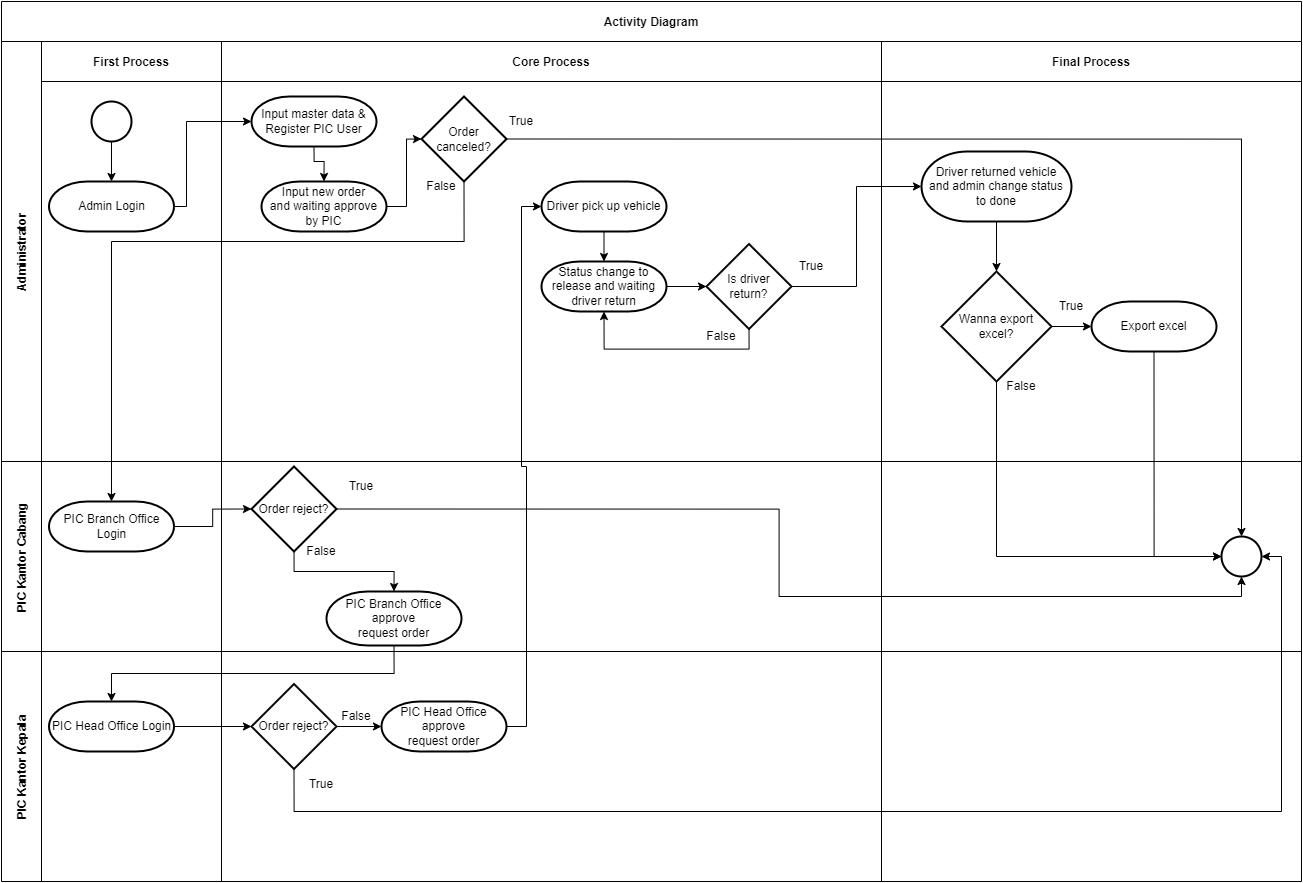 Activity Diagram
First Process
Core Process
Final Process
Administrator
Admin Login
Input master data &
Register PIC User
Input new order
and waiting approve
by PIC
Order
canceled?
True
False
Driver pick up vehicle
Status change to
release and waiting
driver return
Is driver
return?
True
False
Driver returned vehicle
and admin change status
to done
Wanna export
excel?
True
False
Export excel
PIC Kantor Cabang
PIC Branch Office
Login
Order reject?
True
False
PIC Branch Office
approve
request order
PIC Kantor Kepala
PIC Head Office Login
Order reject?
False
True
PIC Head Office
approve
request order